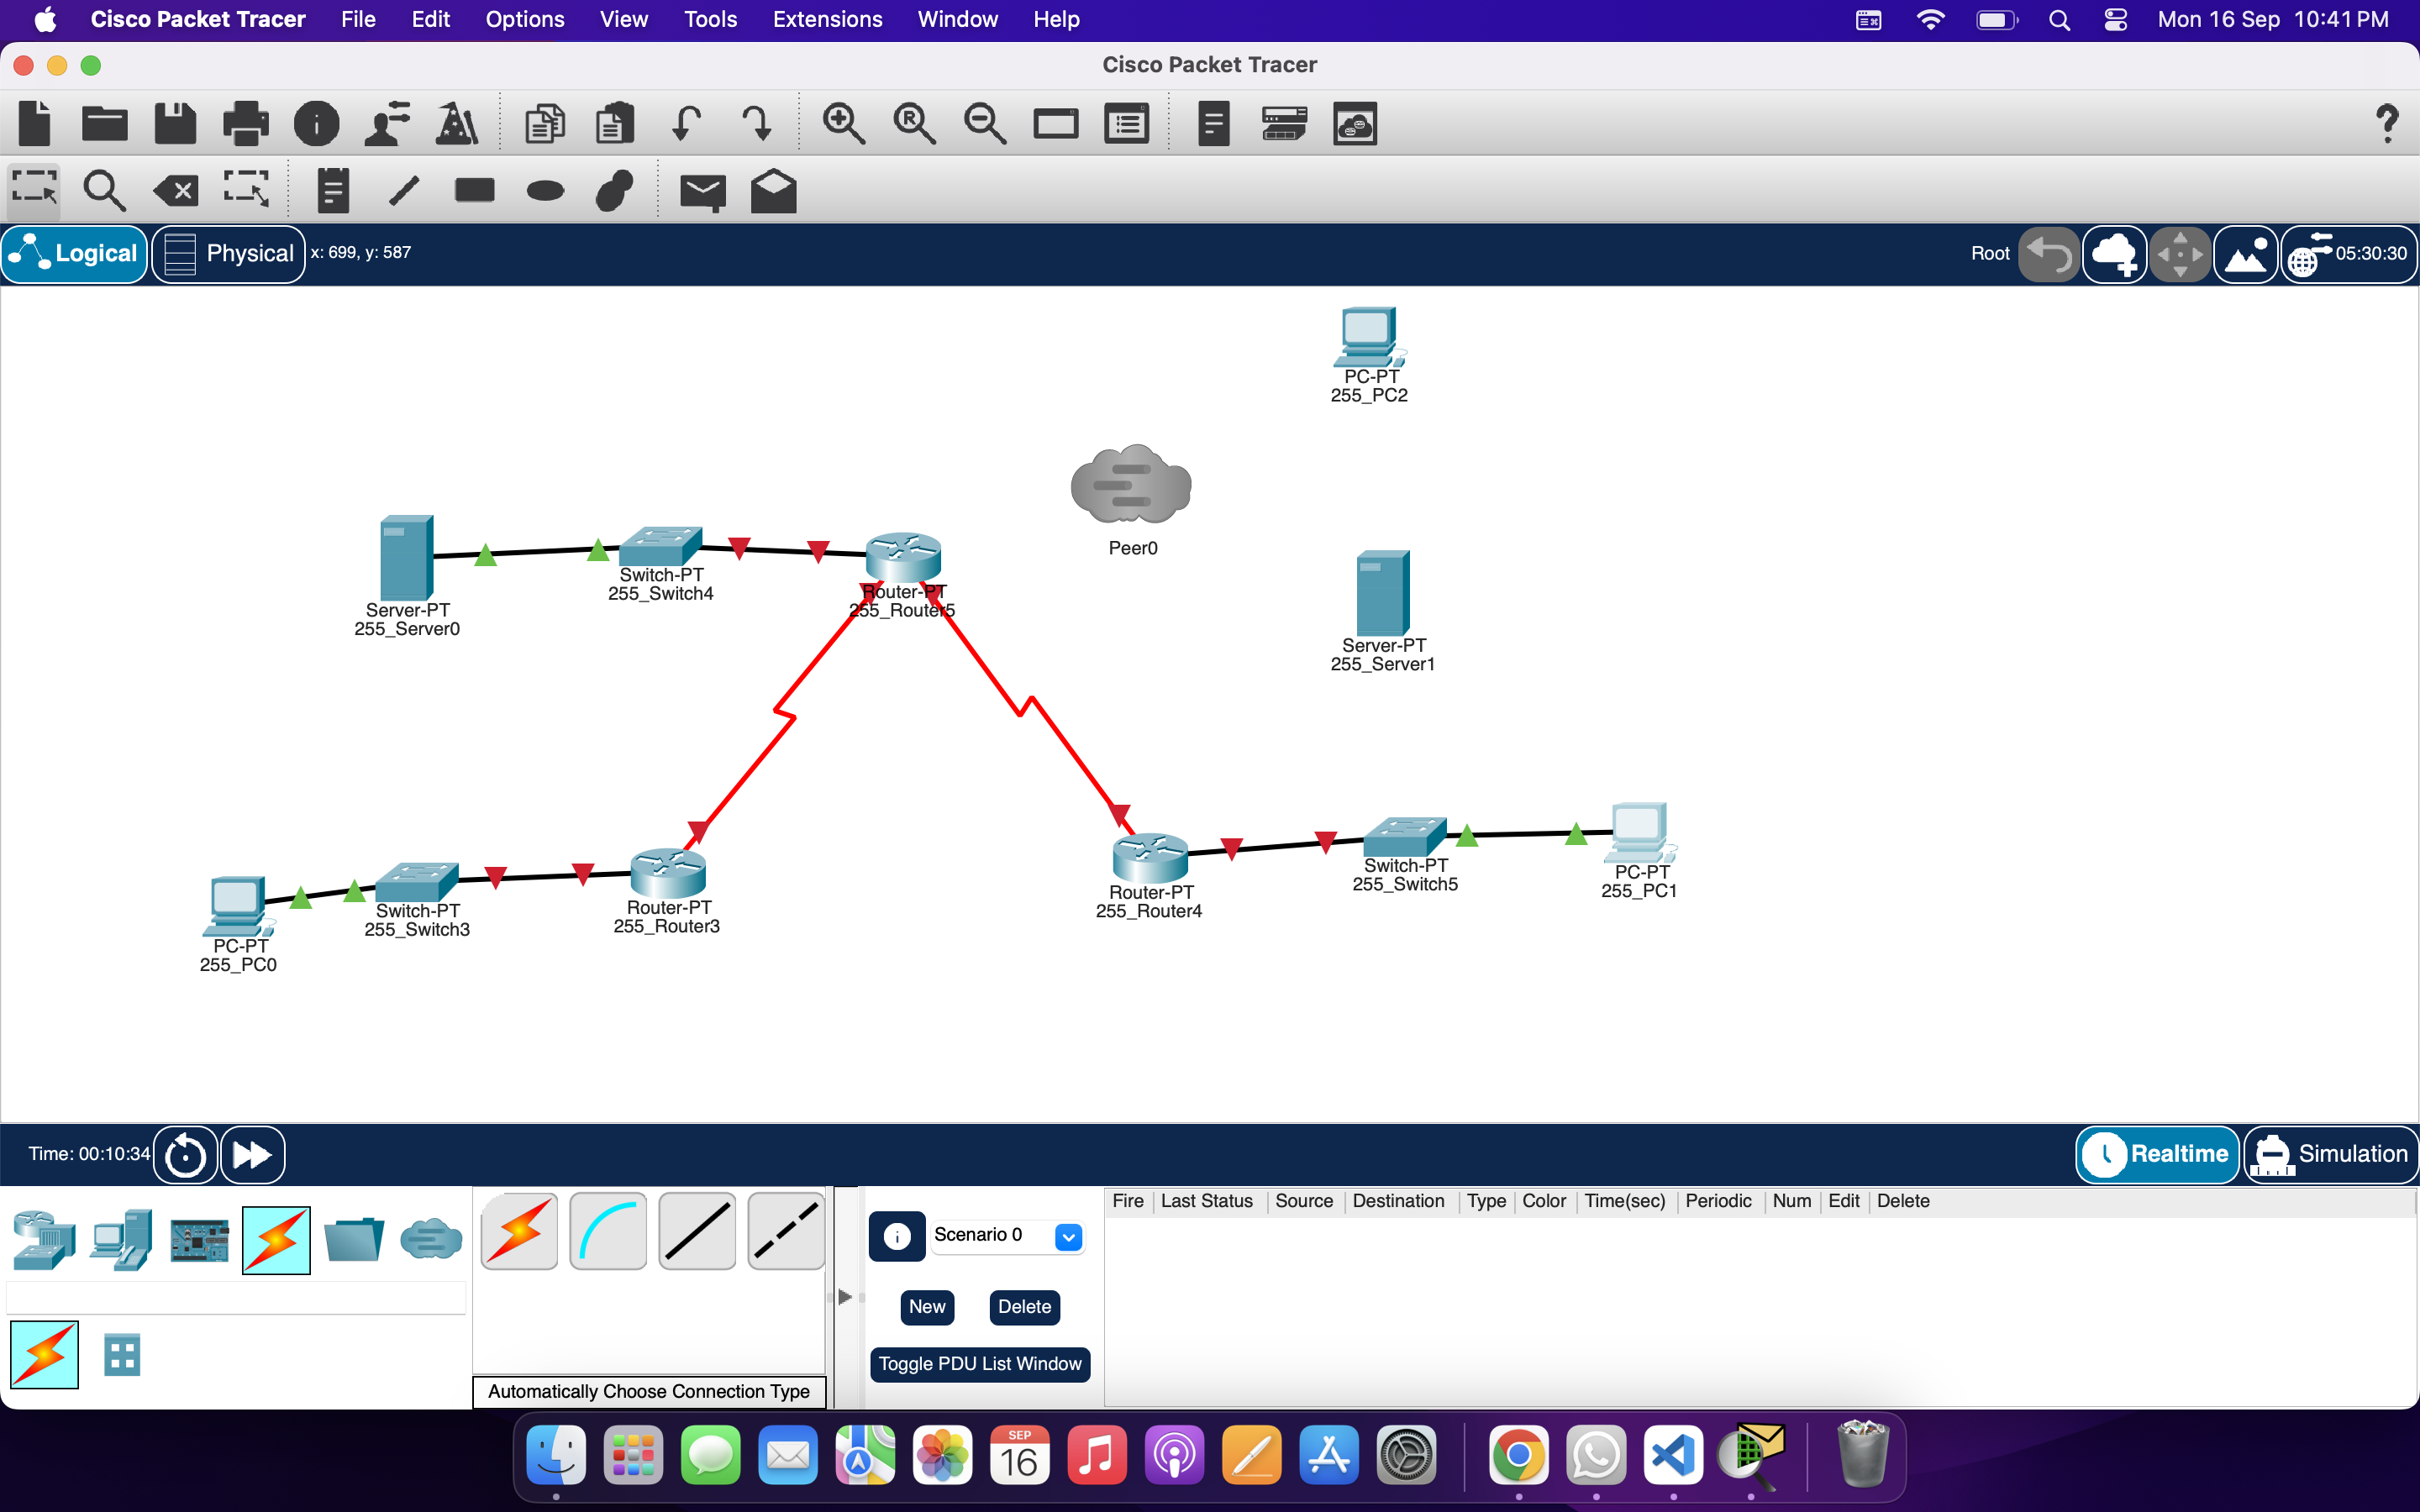 Cisco Packet Tracer File Edit Options View Tools Extensions Window Help Mon 16 Sep 10:41 PM
Cisco Packet Tracer
Logical Physical x: 699, y: 587 Root 05:30:30
PC-PT
255_PC2
Peer0
Server-PT
255_Server0
Switch-PT
255_Switch4
Router-PT
255_Router5
Server-PT
255_Server1
PC-PT
255_PC0
Switch-PT
255_Switch3
Router-PT
255_Router3
Router-PT
255_Router4
Switch-PT
255_Switch5
PC-PT
255_PC1
Time: 00:10:34 Realtime Simulation
Fire Last Status Source Destination Type Color Time(sec) Periodic Num Edit Delete
Scenario 0
New Delete
Toggle PDU List Window
Automatically Choose Connection Type
SEP
16